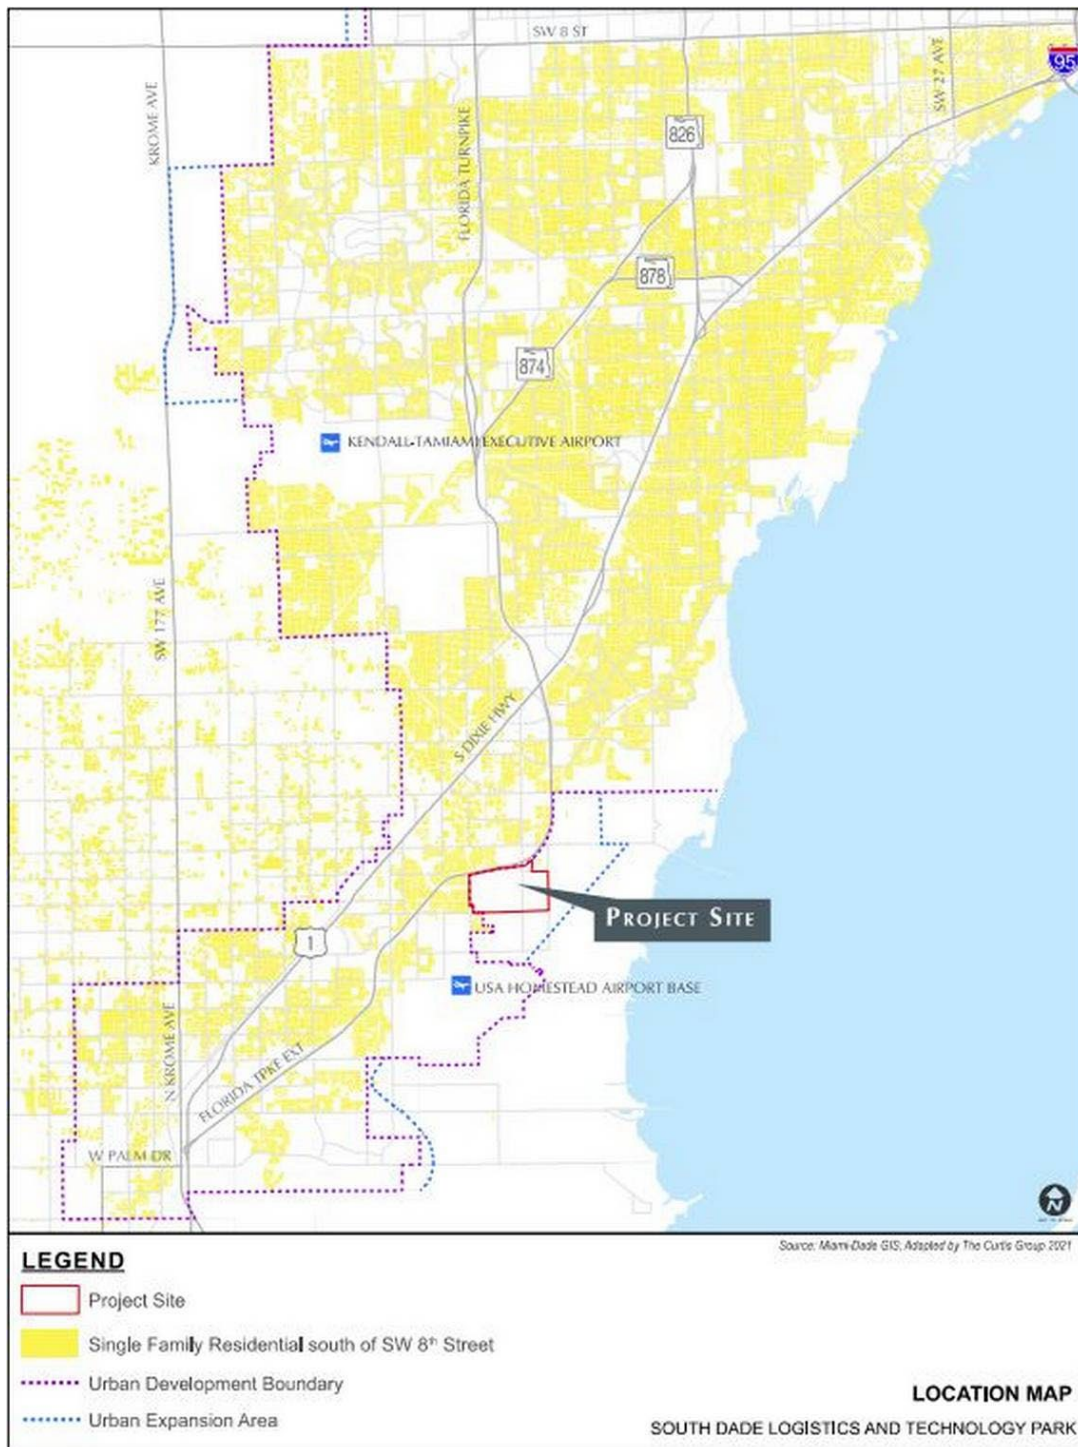 SW 8 ST
KROME AVE
FLORIDA TURNPIKE
SW 27 AVE
95
826
878
874
KENDALL-TAMIAMI EXECUTIVE AIRPORT
SW 177 AVE
S DIXIE HWY
PROJECT SITE
1
USA HOMESTEAD AIRPORT BASE
N KROME AVE
FLORIDA TPKE EXT
W PALM DR
N
Source: Miami-Dade GIS, Adapted by The Curtis Group 2021
LEGEND
Project Site
Single Family Residential south of SW 8th Street
Urban Development Boundary
Urban Expansion Area
LOCATION MAP
SOUTH DADE LOGISTICS AND TECHNOLOGY PARK